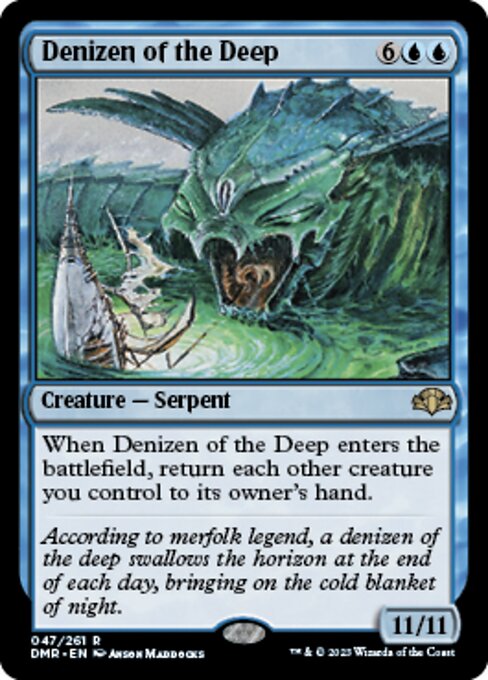 Denizen of the Deep 6
Creature — Serpent
When Denizen of the Deep enters the
battlefield, return each other creature
you control to its owner's hand.
According to merfolk legend, a denizen of
the deep swallows the horizon at the end
of each day, bringing on the cold blanket
of night.
11/11
047/261 R
DMR • EN Anson Maddocks
™ & © 2023 Wizards of the Coast